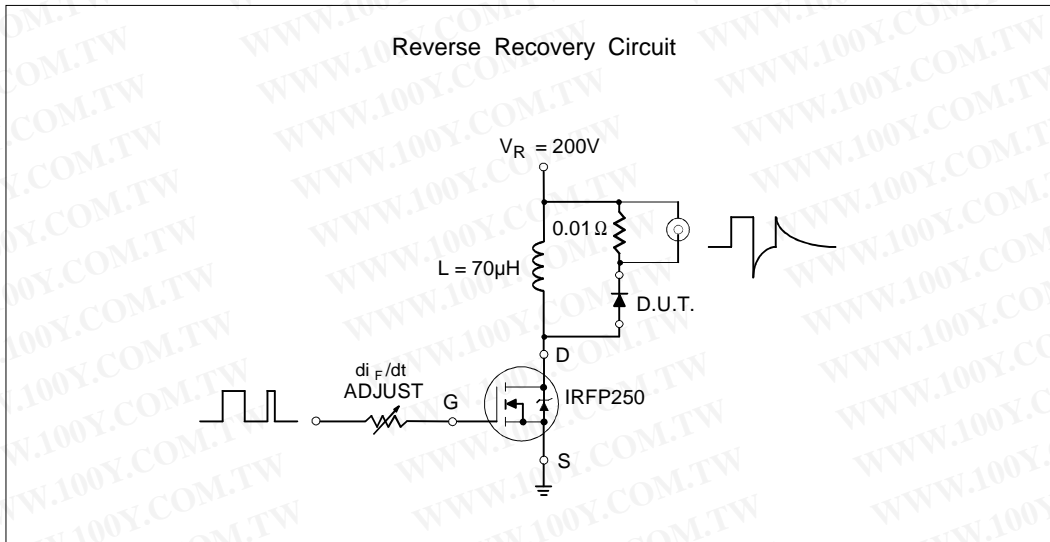 Reverse Recovery Circuit
V_R = 200V
0.01 Ω
L = 70µH
D.U.T.
D
di_F/dt
ADJUST
G
IRFP250
S
WWW.100Y.COM.TW